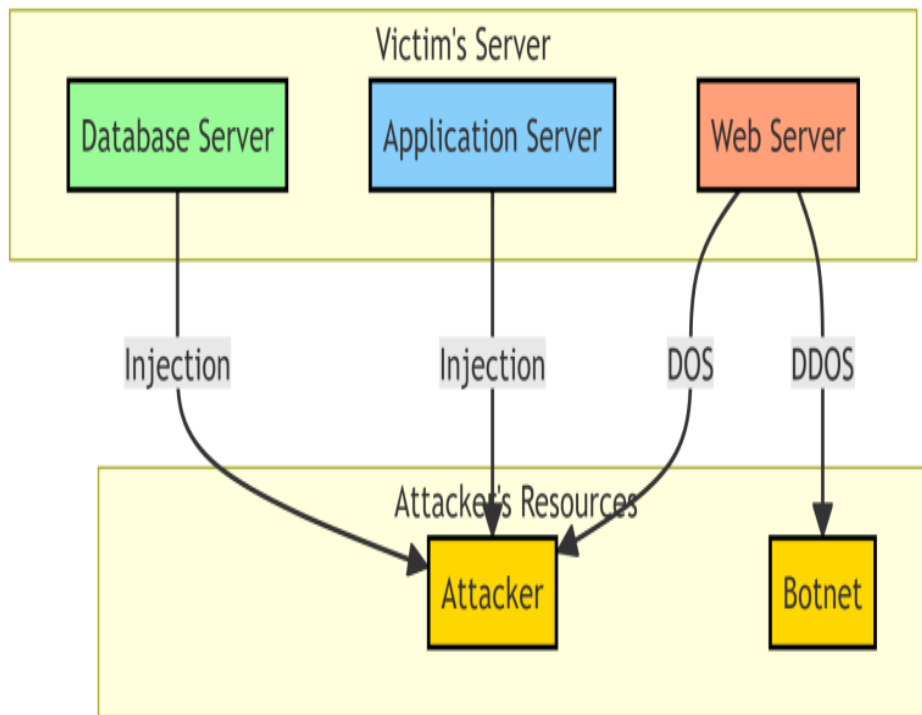 Victim's Server
Database Server
Application Server
Web Server
Injection
Injection
DOS
DDOS
Attacker's Resources
Attacker
Botnet